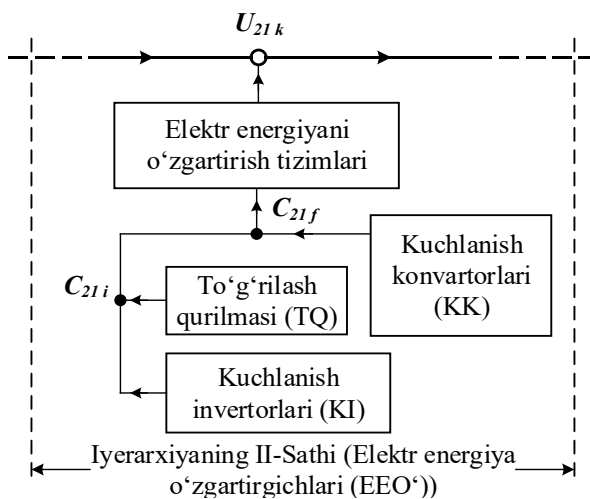 U21 k
Elektr energiyani
o‘zgartirish tizimlari
C21 f
Kuchlanish
konvartorlari
(KK)
C21 i
To‘g‘rilash
qurilmasi (TQ)
Kuchlanish
invertorlari (KI)
Iyerarxiyaning II-Sathi (Elektr energiya
o‘zgartirgichlari (EEO‘))